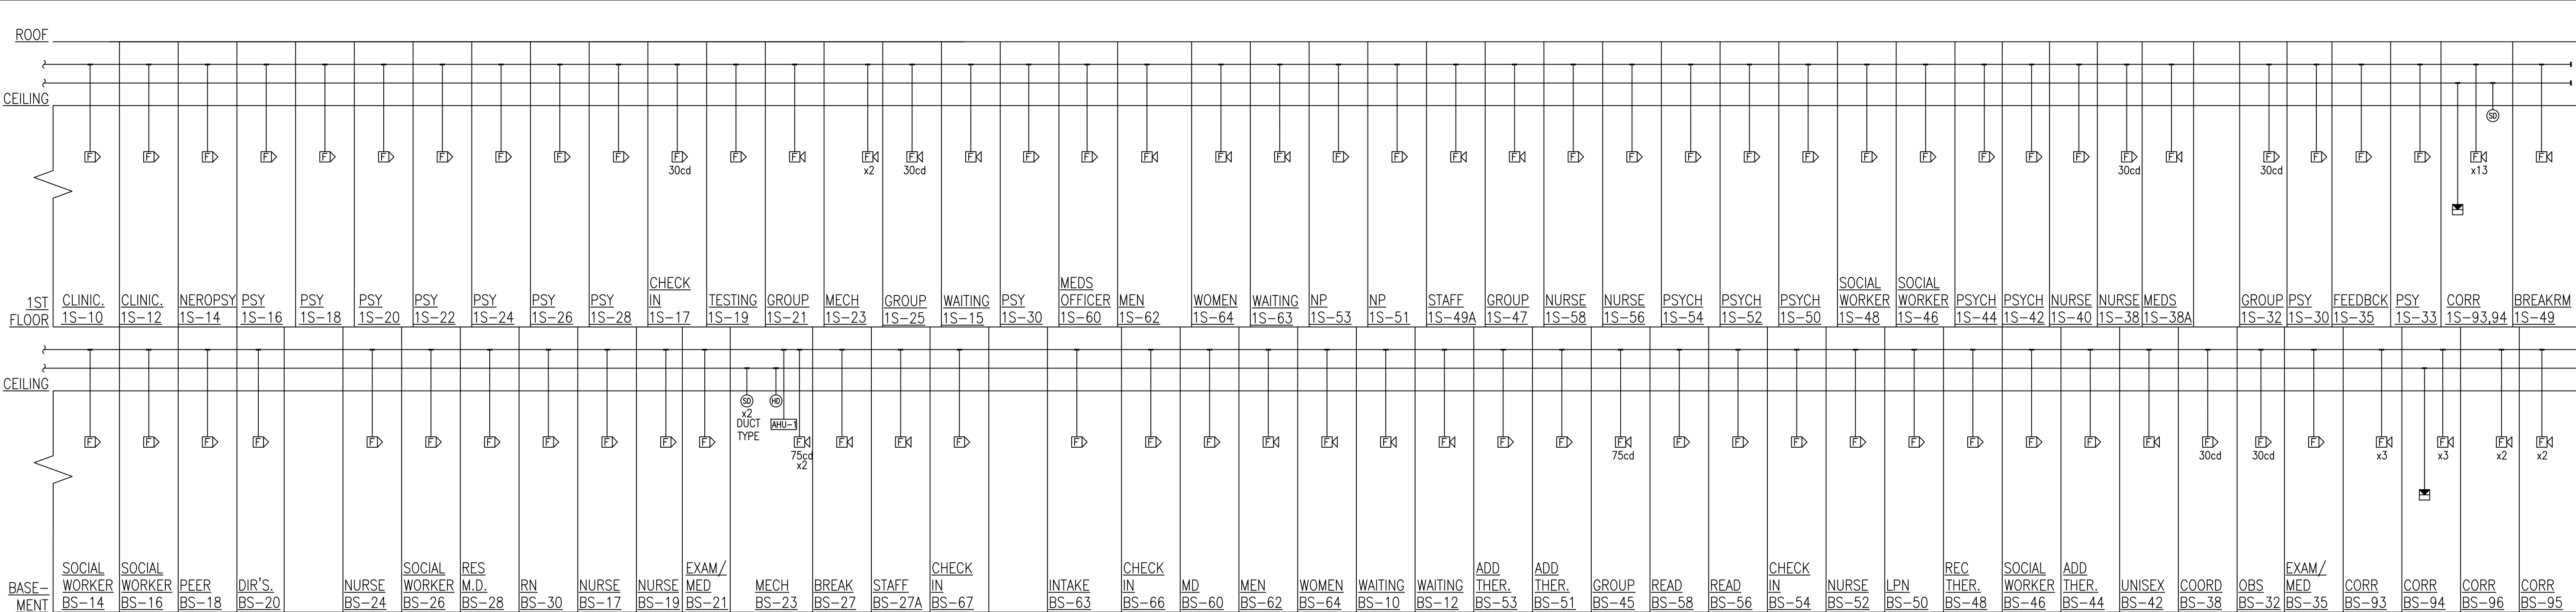 ROOF
CEILING
F F F F F F F F F F F F F F F F F F F F F F F F F F F F F F F F F F F F F F F F F F F
SD
30cd x2 30cd 30cd 30cd x13
1ST
FLOOR
CLINIC.
1S-10
CLINIC.
1S-12
NEROPSY
1S-14
PSY
1S-16
PSY
1S-18
PSY
1S-20
PSY
1S-22
PSY
1S-24
PSY
1S-26
PSY
1S-28
CHECK
IN
1S-17
TESTING
1S-19
GROUP
1S-21
MECH
1S-23
GROUP
1S-25
WAITING
1S-15
PSY
1S-30
MEDS
OFFICER
1S-60
MEN
1S-62
WOMEN
1S-64
WAITING
1S-63
NP
1S-53
NP
1S-51
STAFF
1S-49A
GROUP
1S-47
NURSE
1S-58
NURSE
1S-56
PSYCH
1S-54
PSYCH
1S-52
PSYCH
1S-50
SOCIAL
WORKER
1S-48
SOCIAL
WORKER
1S-46
PSYCH
1S-44
PSYCH
1S-42
NURSE
1S-40
NURSE
1S-38
MEDS
1S-38A
GROUP
1S-32
PSY
1S-30
FEEDBCK
1S-35
PSY
1S-33
CORR
1S-93,94
BREAKRM
1S-49
CEILING
SD
x2
DUCT
TYPE
HD
AHU-1
F F F F F F F F F F F F F F F F F F F F F F F F F F F F F F F F F F F F F F F F F
75cd
x2
75cd 30cd 30cd x3 x3 x2 x2
BASE-
MENT
SOCIAL
WORKER
BS-14
SOCIAL
WORKER
BS-16
PEER
BS-18
DIR'S.
BS-20
NURSE
BS-24
SOCIAL
WORKER
BS-26
RES
M.D.
BS-28
RN
BS-30
NURSE
BS-17
NURSE
BS-19
EXAM/
MED
BS-21
MECH
BS-23
BREAK
BS-27
STAFF
BS-27A
CHECK
IN
BS-67
INTAKE
BS-63
CHECK
IN
BS-66
MD
BS-60
MEN
BS-62
WOMEN
BS-64
WAITING
BS-10
WAITING
BS-12
ADD
THER.
BS-53
ADD
THER.
BS-51
GROUP
BS-45
READ
BS-58
READ
BS-56
CHECK
IN
BS-54
NURSE
BS-52
LPN
BS-50
REC
THER.
BS-48
SOCIAL
WORKER
BS-46
ADD
THER.
BS-44
UNISEX
BS-42
COORD
BS-38
OBS
BS-32
EXAM/
MED
BS-35
CORR
BS-93
CORR
BS-94
CORR
BS-96
CORR
BS-95